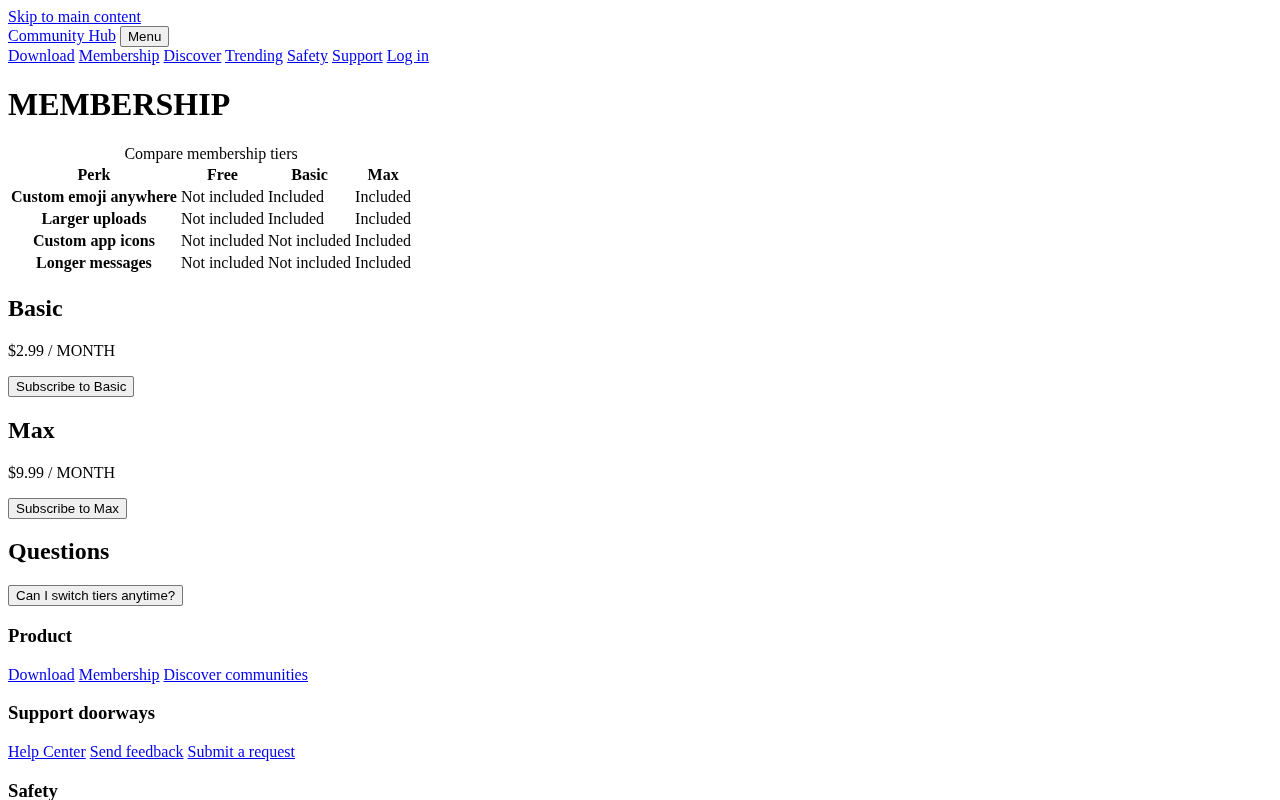 Skip to main content
Community Hub Menu
Download Membership Discover Trending Safety Support Log in
MEMBERSHIP
Compare membership tiers
Perk Free Basic Max
Custom emoji anywhere Not included Included Included
Larger uploads Not included Included Included
Custom app icons Not included Not included Included
Longer messages Not included Not included Included
Basic
$2.99 / MONTH
Subscribe to Basic
Max
$9.99 / MONTH
Subscribe to Max
Questions
Can I switch tiers anytime?
Product
Download Membership Discover communities
Support doorways
Help Center Send feedback Submit a request
Safety